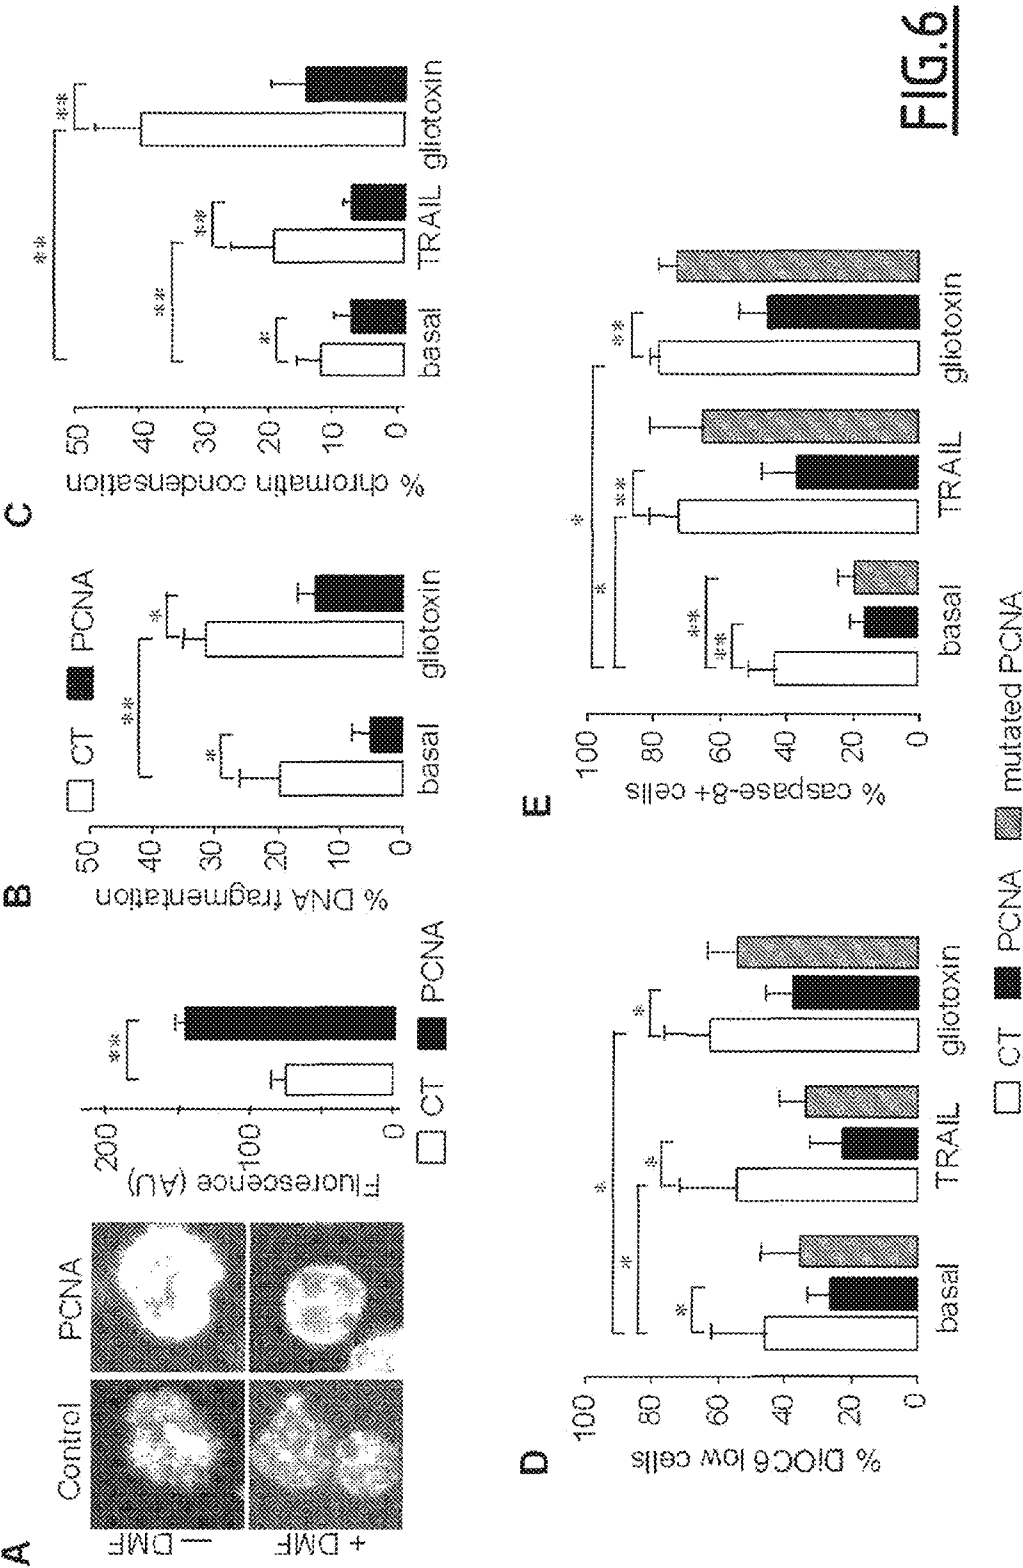 A
Control
PCNA
— DMF
+ DMF
Fluorescence (AU)
200
100
0
CT
PCNA
**
B
CT
PCNA
% DNA fragmentation
50
40
30
20
10
0
*
**
*
basal
gliotoxin
C
% chromatin condensation
50
40
30
20
10
0
*
**
**
**
**
basal
TRAIL
gliotoxin
D
% DiOC6 low cells
100
80
60
40
20
0
*
*
*
*
*
basal
TRAIL
gliotoxin
E
% caspase-8+ cells
100
80
60
40
20
0
**
**
*
**
*
**
basal
TRAIL
gliotoxin
CT
PCNA
mutated PCNA
FIG.6